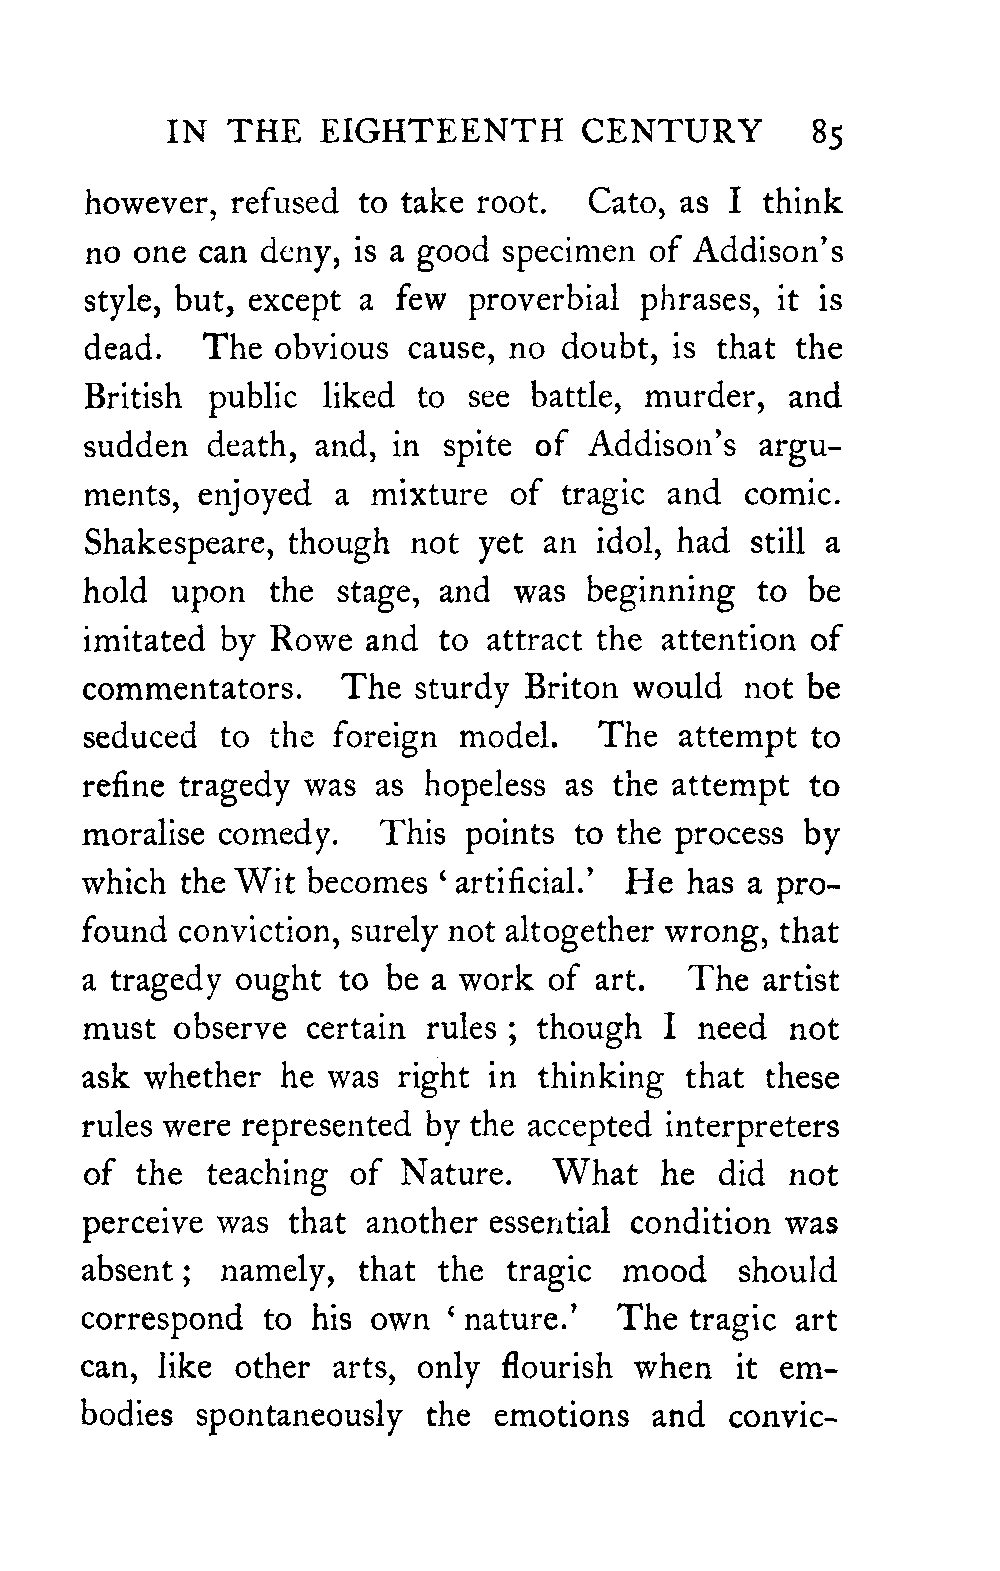 IN THE EIGHTEENTH CENTURY 85
however, refused to take root. Cato, as I think
no one can deny, is a good specimen of Addison's
style, but, except a few proverbial phrases, it is
dead. The obvious cause, no doubt, is that the
British public liked to see battle, murder, and
sudden death, and, in spite of Addison's argu-
ments, enjoyed a mixture of tragic and comic.
Shakespeare, though not yet an idol, had still a
hold upon the stage, and was beginning to be
imitated by Rowe and to attract the attention of
commentators. The sturdy Briton would not be
seduced to the foreign model. The attempt to
refine tragedy was as hopeless as the attempt to
moralise comedy. This points to the process by
which the Wit becomes ‘artificial.’ He has a pro-
found conviction, surely not altogether wrong, that
a tragedy ought to be a work of art. The artist
must observe certain rules; though I need not
ask whether he was right in thinking that these
rules were represented by the accepted interpreters
of the teaching of Nature. What he did not
perceive was that another essential condition was
absent; namely, that the tragic mood should
correspond to his own ‘nature.’ The tragic art
can, like other arts, only flourish when it em-
bodies spontaneously the emotions and convic-